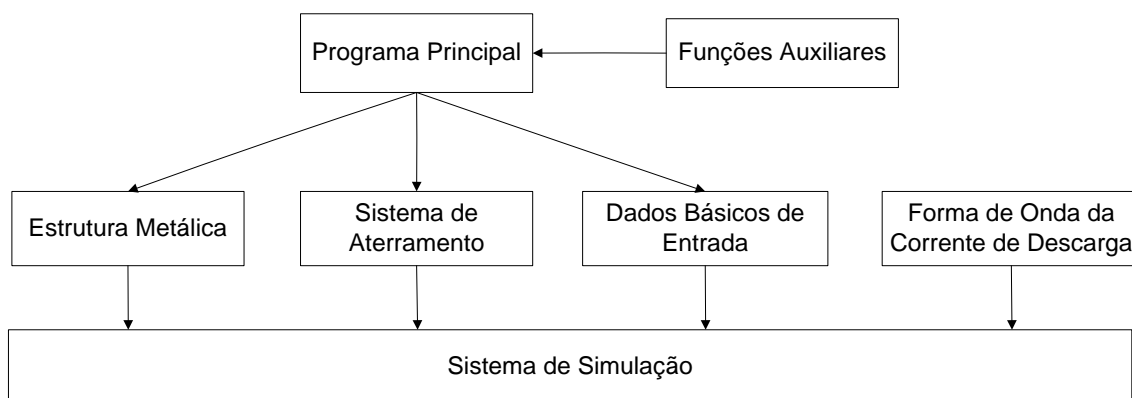 Programa Principal
Funções Auxiliares
Estrutura Metálica
Sistema de
Aterramento
Dados Básicos de
Entrada
Forma de Onda da
Corrente de Descarga
Sistema de Simulação